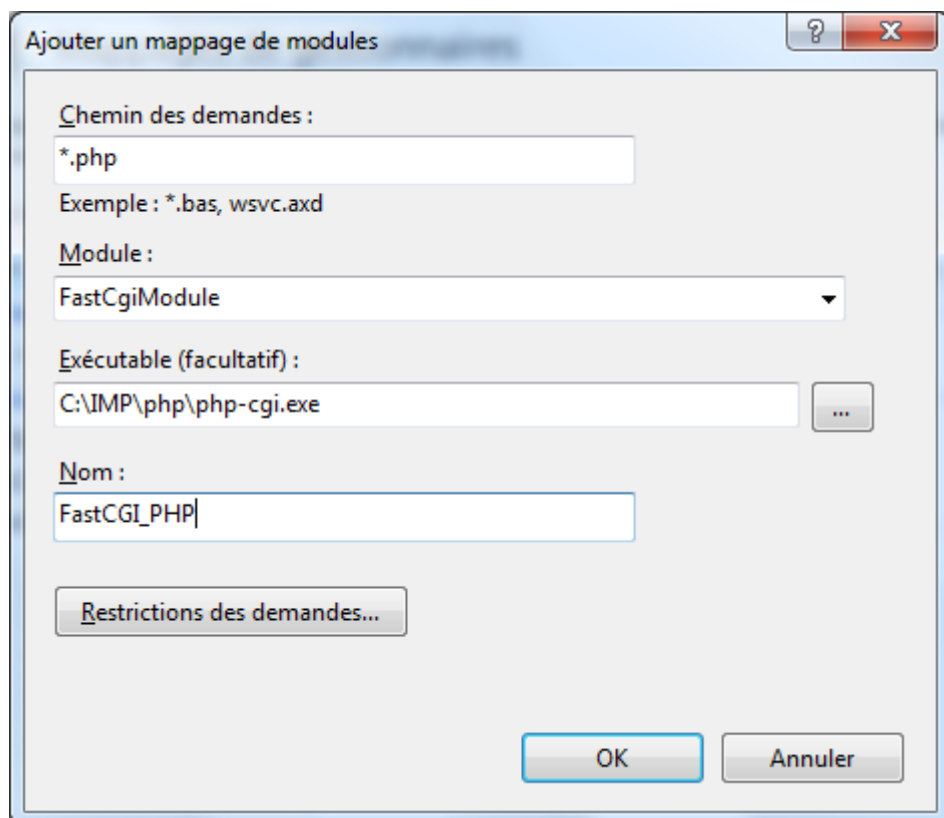 Ajouter un mappage de modules
Chemin des demandes :
*.php
Exemple : *.bas, wsvc.axd
Module :
FastCgiModule
Exécutable (facultatif) :
C:\IMP\php\php-cgi.exe
...
Nom :
FastCGI_PHP
Restrictions des demandes...
OK
Annuler